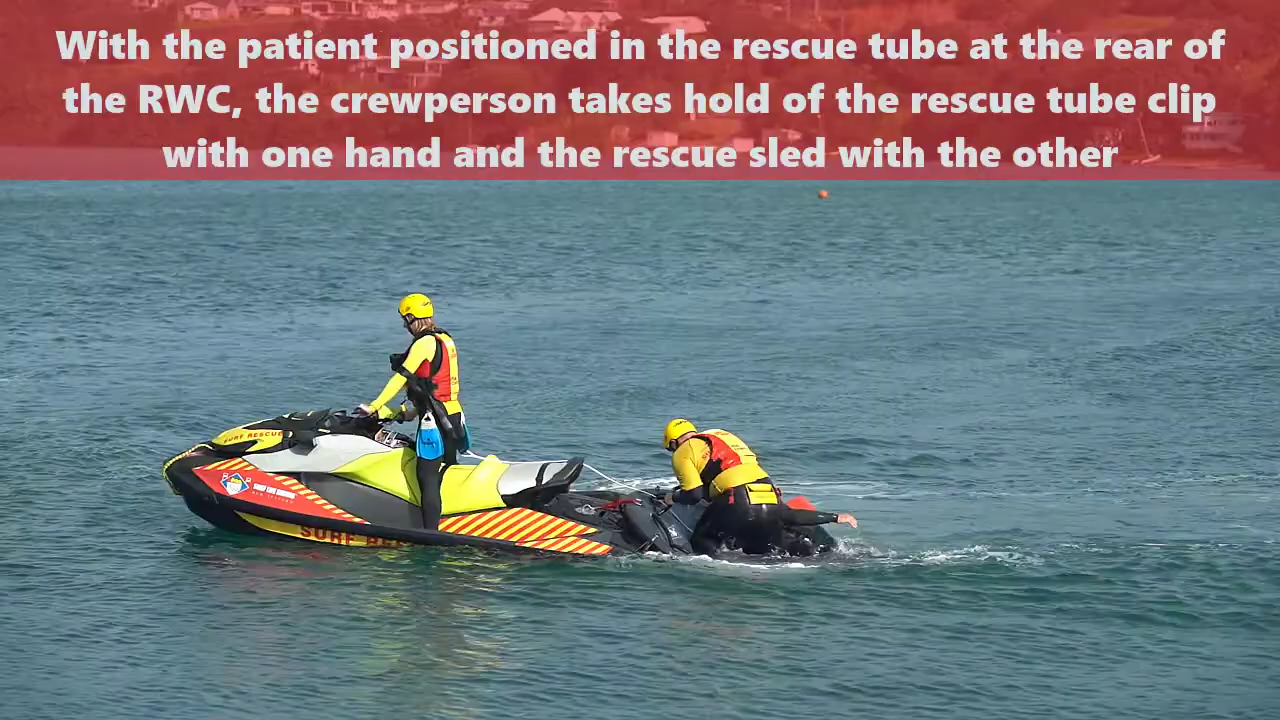 With the patient positioned in the rescue tube at the rear of
the RWC, the crewperson takes hold of the rescue tube clip
with one hand and the rescue sled with the other
SURF RESCUE
SURF